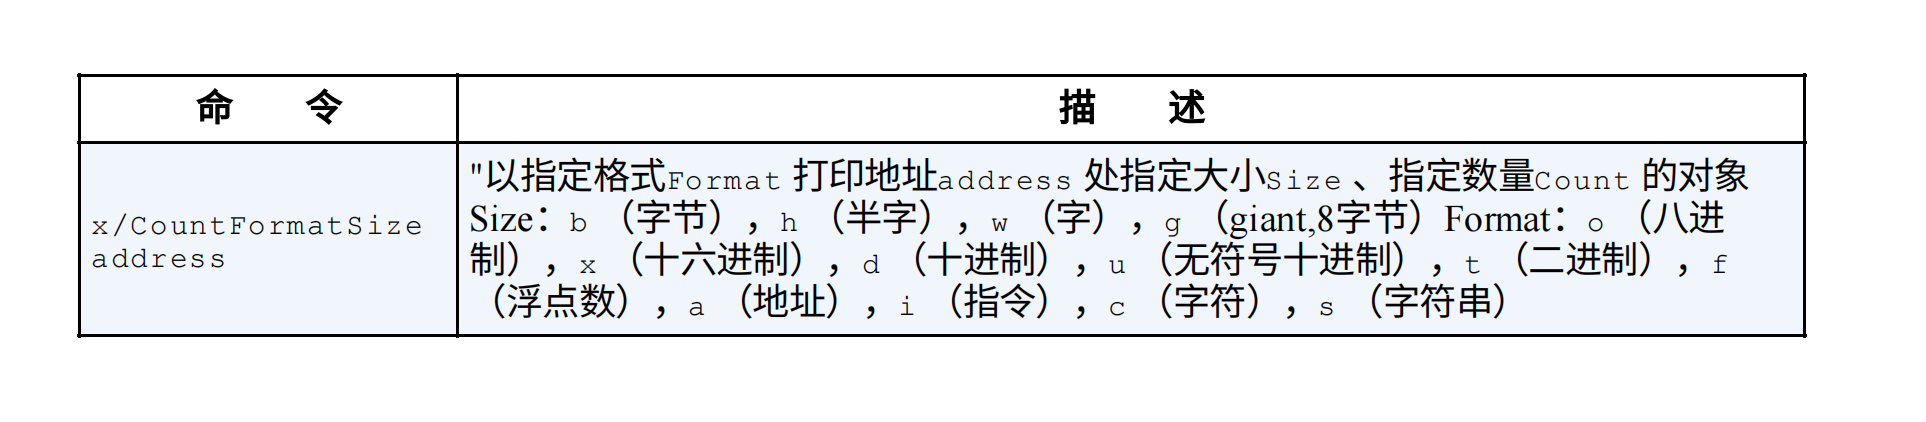 命 令
描 述
x/CountFormatSize
address
"以指定格式Format 打印地址address 处指定大小Size 、指定数量Count 的对象
Size：b （字节），h （半字），w （字），g （giant,8字节）Format：o （八进
制），x （十六进制），d （十进制），u （无符号十进制），t （二进制），f
（浮点数），a （地址），i （指令），c （字符），s （字符串）